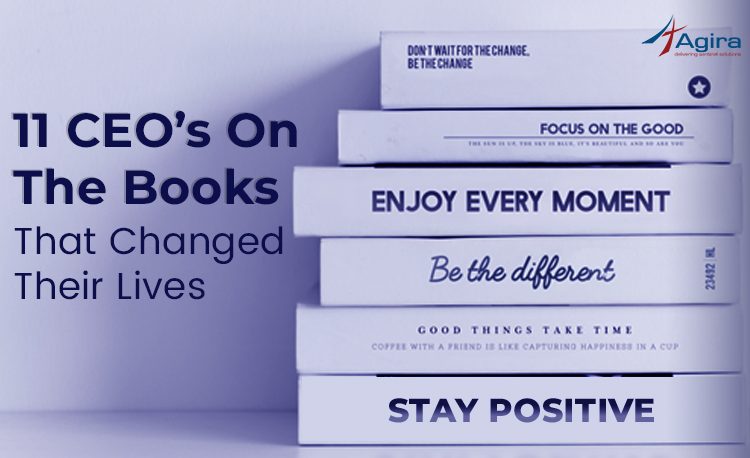 Agira
delivering seminal solutions
11 CEO's On
The Books
That Changed
Their Lives
DON'T WAIT FOR THE CHANGE,
BE THE CHANGE
FOCUS ON THE GOOD
THE SUN IS UP, THE SKY IS BLUE, IT'S BEAUTIFUL AND SO ARE YOU
ENJOY EVERY MOMENT
Be the different
23492 HL
GOOD THINGS TAKE TIME
COFFEE WITH A FRIEND IS LIKE CAPTURING HAPPINESS IN A CUP
STAY POSITIVE